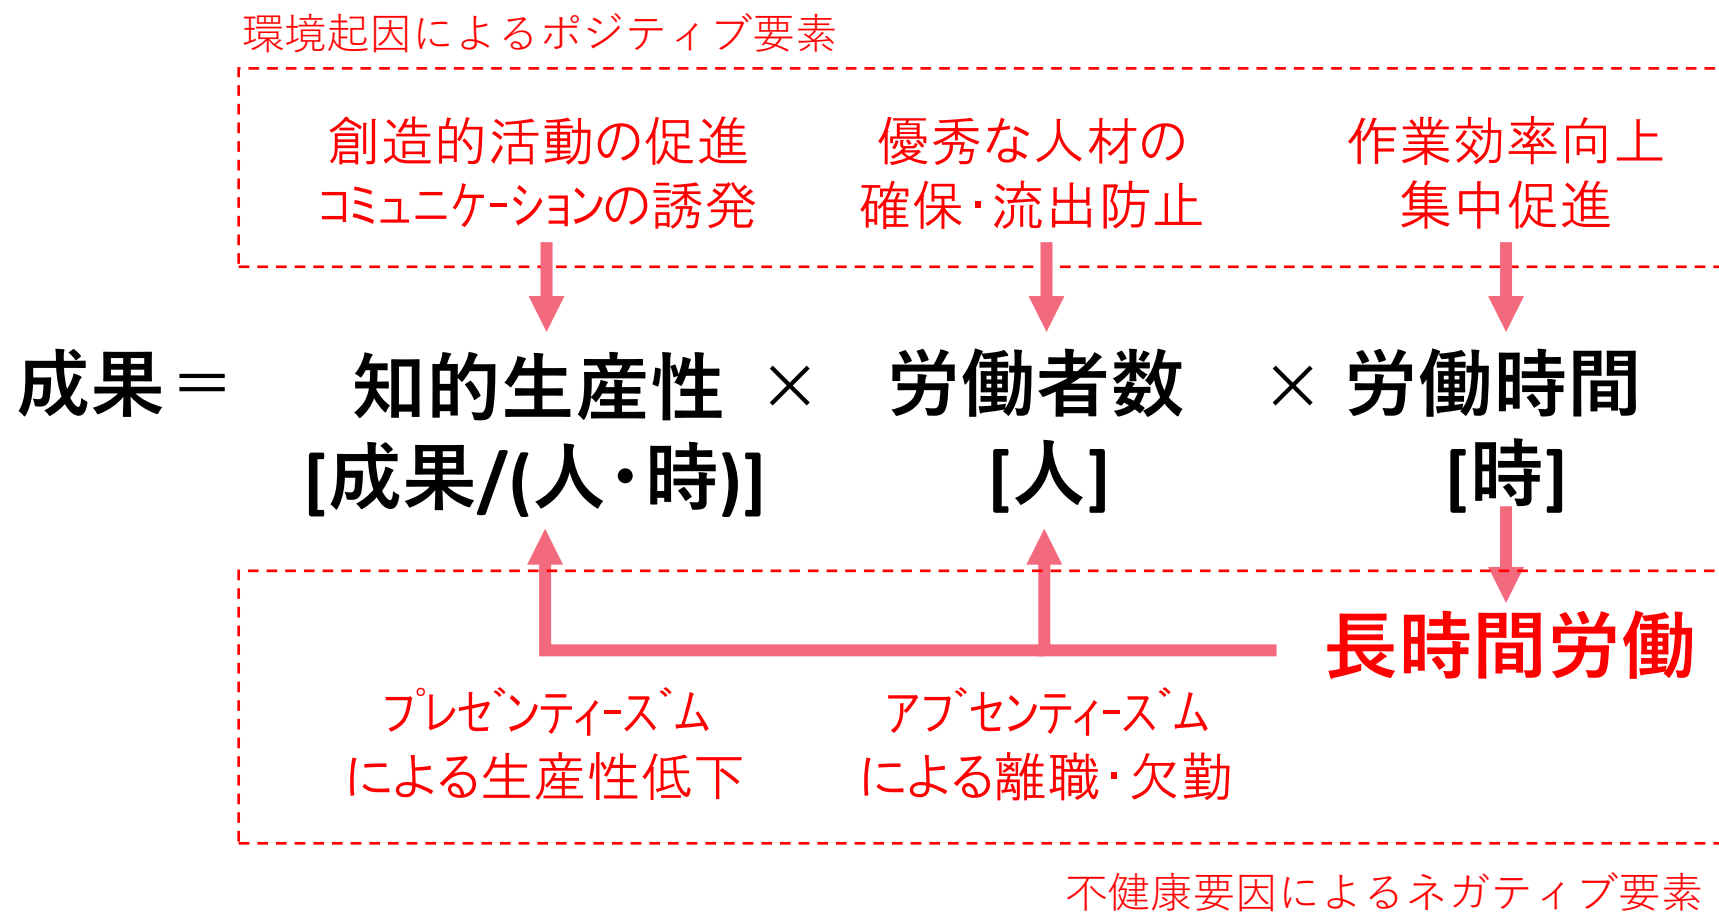 環境起因によるポジティブ要素
創造的活動の促進
コミュニケーションの誘発
優秀な人材の
確保・流出防止
作業効率向上
集中促進
成果＝ 知的生産性 × 労働者数 × 労働時間
[成果/(人・時)] [人] [時]
長時間労働
プレゼンティーズム
による生産性低下
アブセンティーズム
による離職・欠勤
不健康要因によるネガティブ要素